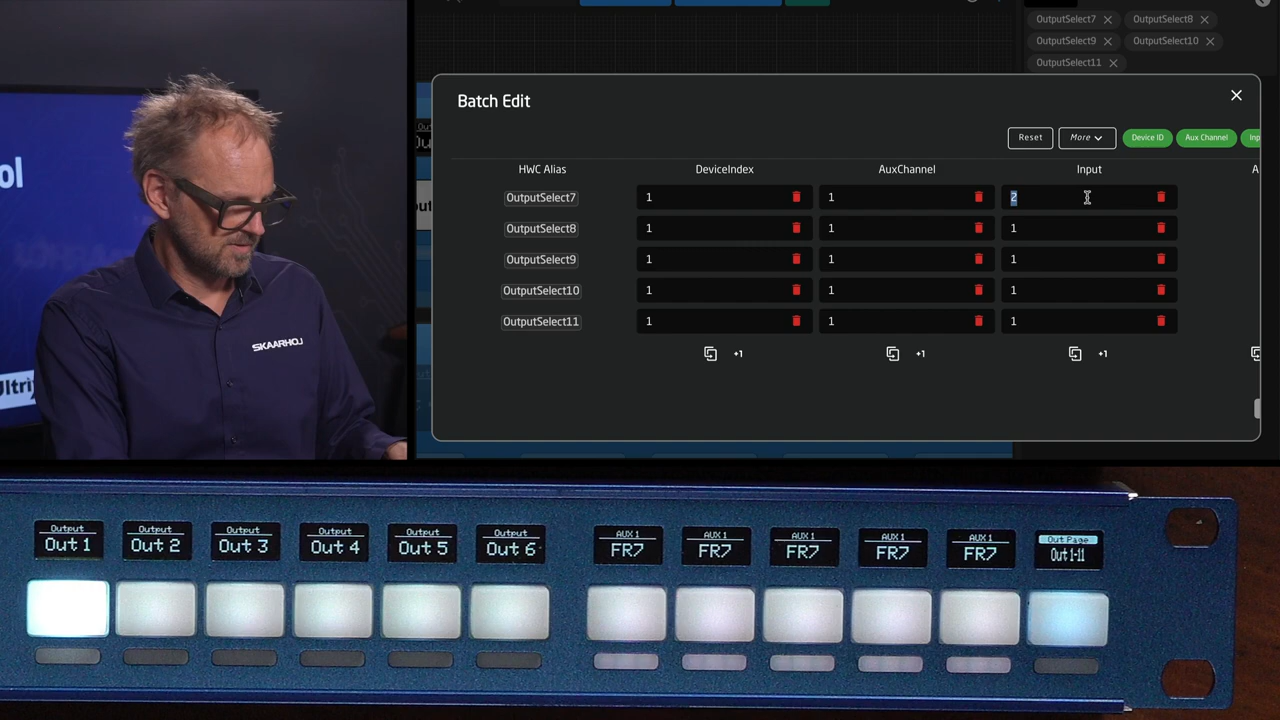 OutputSelect7 OutputSelect8
OutputSelect9 OutputSelect10
OutputSelect11
Batch Edit
Reset More Device ID Aux Channel Inp
HWC Alias DeviceIndex AuxChannel Input A
OutputSelect7 1 1 2
OutputSelect8 1 1 1
OutputSelect9 1 1 1
OutputSelect10 1 1 1
OutputSelect11 1 1 1
+1 +1 +1
ol
SKAARHOJ
Output Output Output Output Output Output AUX 1 AUX 1 AUX 1 AUX 1 AUX 1 Out Page
Out 1 Out 2 Out 3 Out 4 Out 5 Out 6 FR7 FR7 FR7 FR7 FR7 Out 1-11